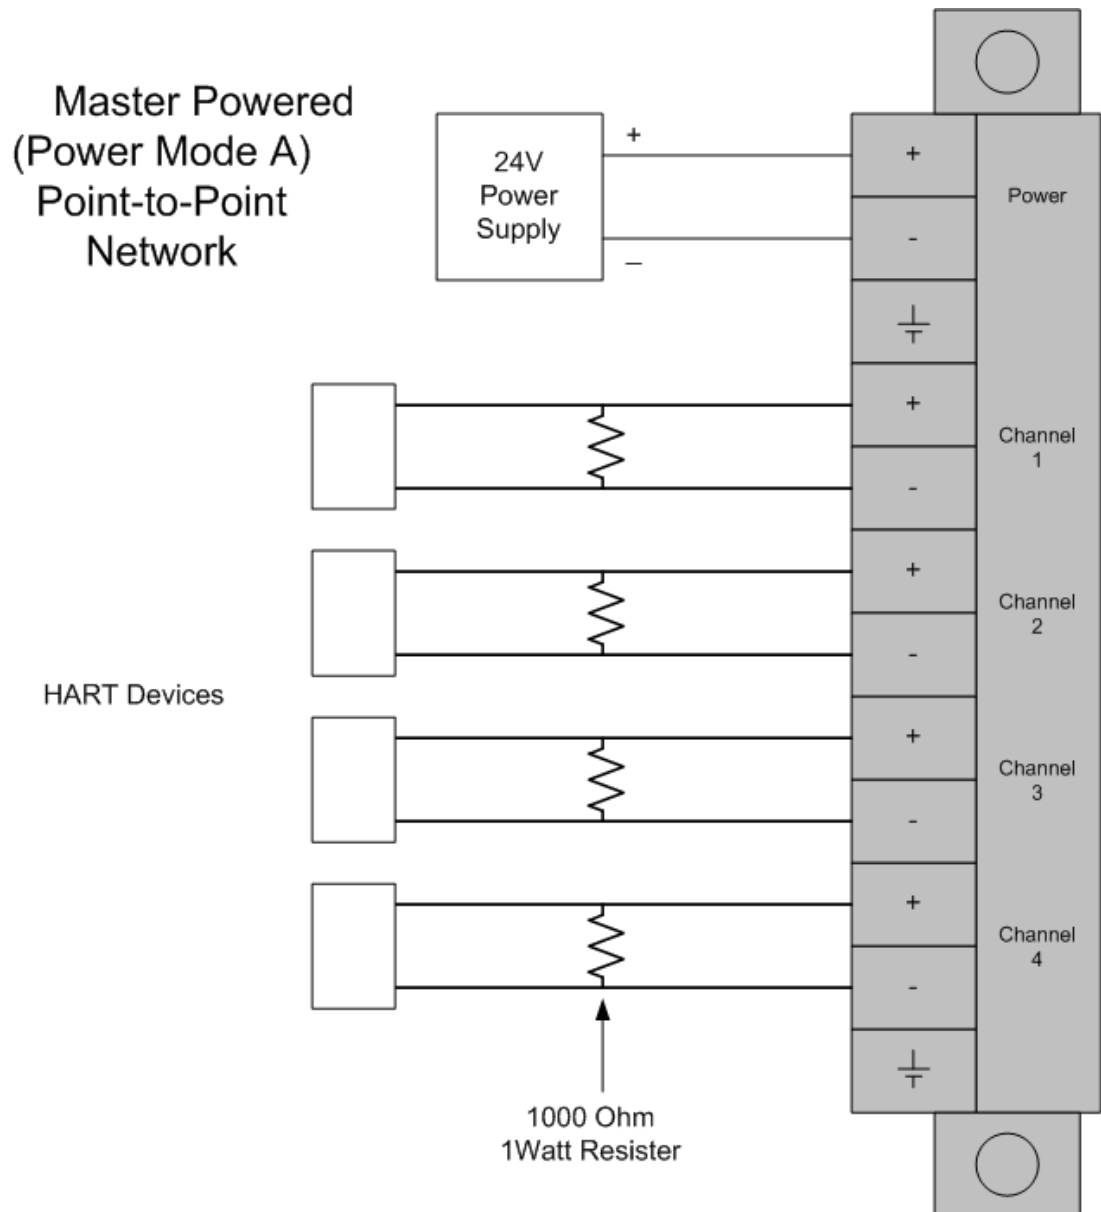 Master Powered
(Power Mode A)
Point-to-Point
Network
24V
Power
Supply
+
–
+
-
Power
+
-
Channel
1
+
-
Channel
2
HART Devices
+
-
Channel
3
+
-
Channel
4
1000 Ohm
1Watt Resister